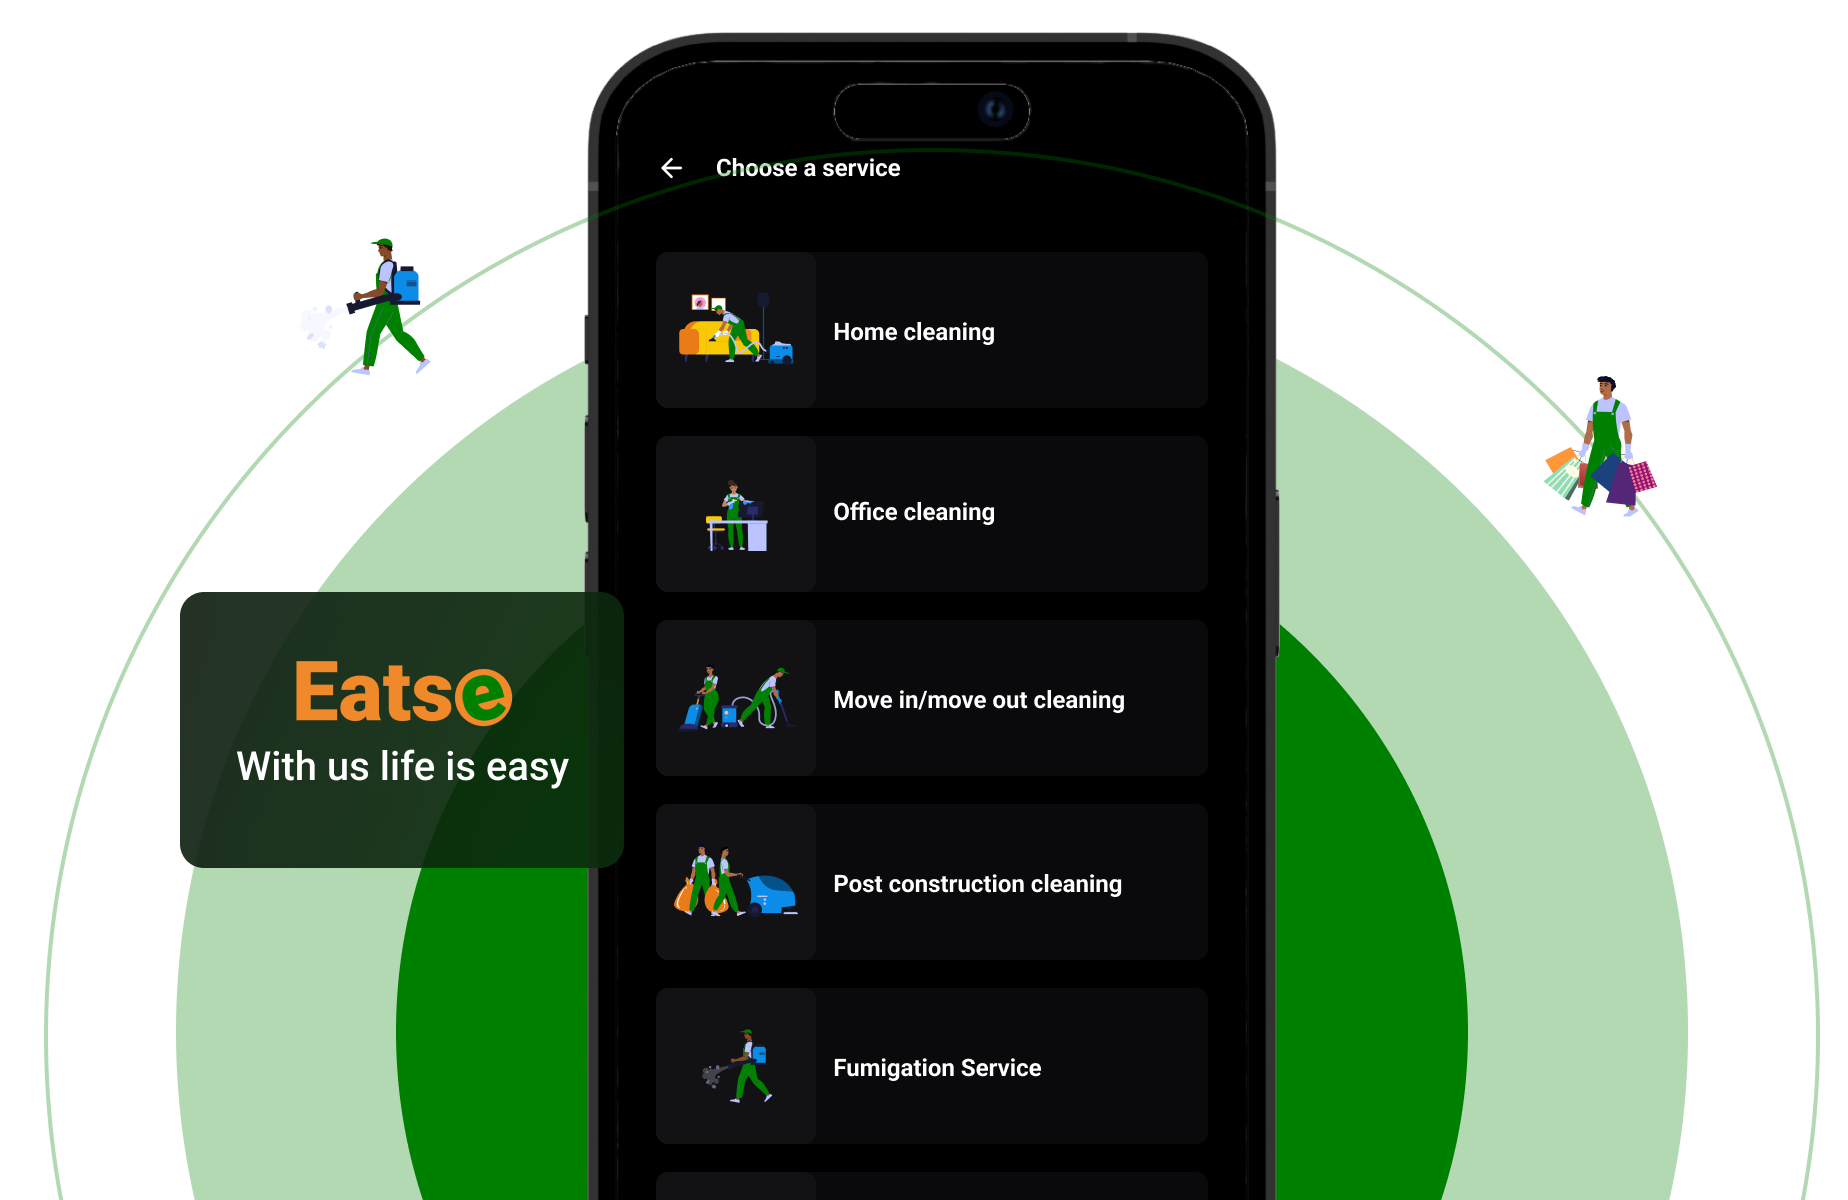 Choose a service
Home cleaning
Office cleaning
Move in/move out cleaning
Post construction cleaning
Fumigation Service
Eatse
With us life is easy